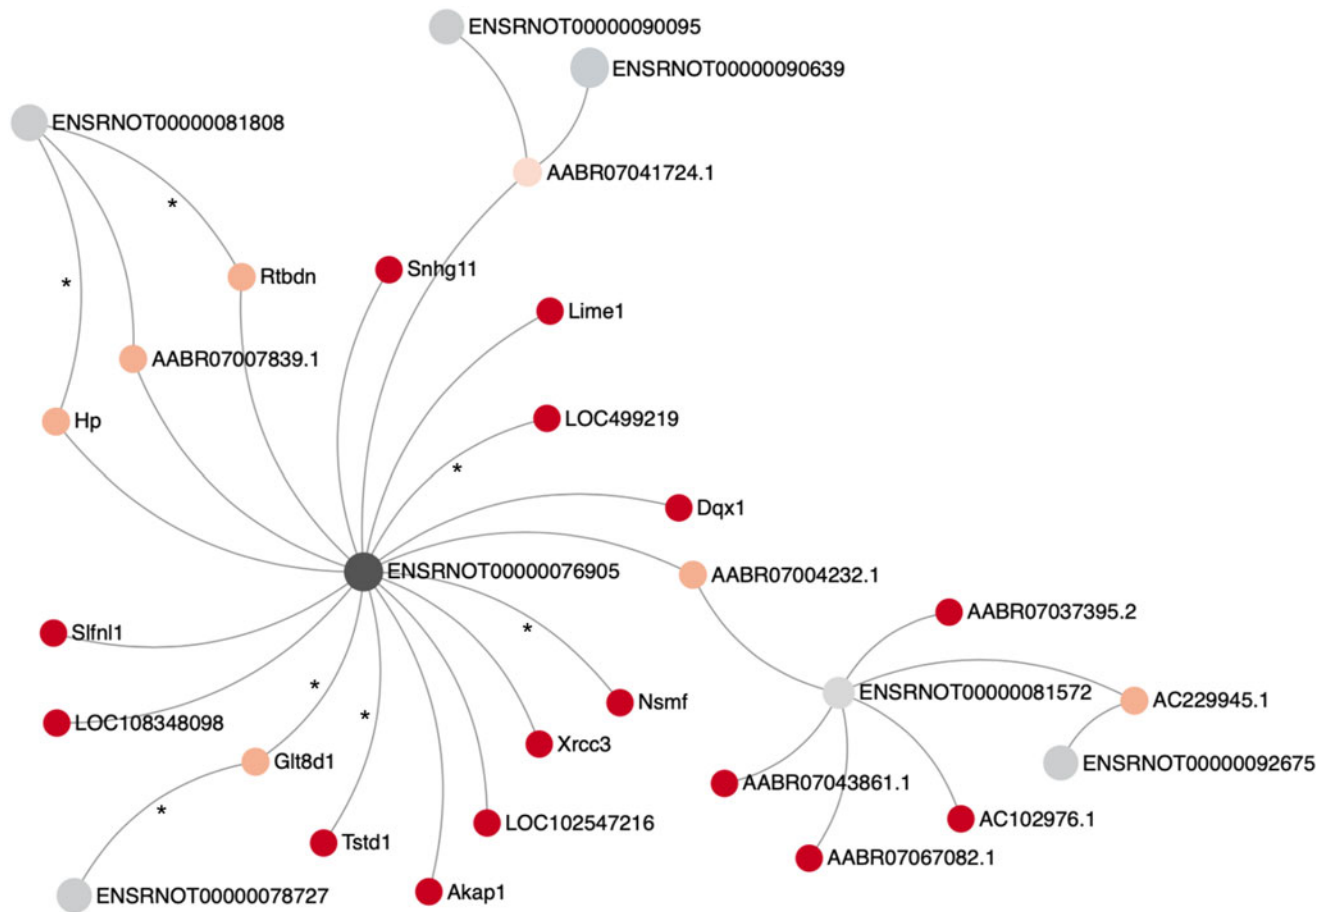 ENSRNOT00000090095
ENSRNOT00000090639
ENSRNOT00000081808
AABR07041724.1
*
Snhg11
Rtbdn
*
Lime1
AABR07007839.1
Hp
LOC499219
*
Dqx1
ENSRNOT00000076905
AABR07004232.1
AABR07037395.2
Slfnl1
*
*
ENSRNOT00000081572
AC229945.1
Nsmf
*
LOC108348098
Xrcc3
Glt8d1
ENSRNOT00000092675
AABR07043861.1
*
AC102976.1
LOC102547216
Tstd1
AABR07067082.1
Akap1
ENSRNOT00000078727